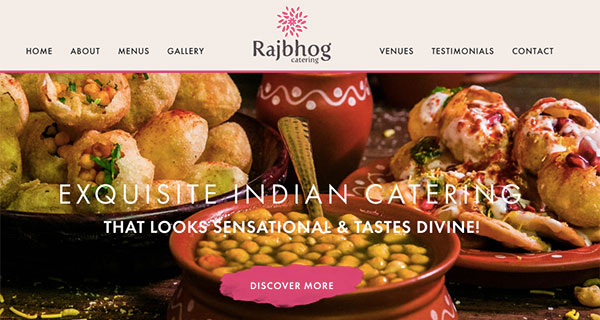 HOME ABOUT MENUS GALLERY
Rajbhog
catering
VENUES TESTIMONIALS CONTACT
EXQUISITE INDIAN CATERING
THAT LOOKS SENSATIONAL & TASTES DIVINE!
DISCOVER MORE